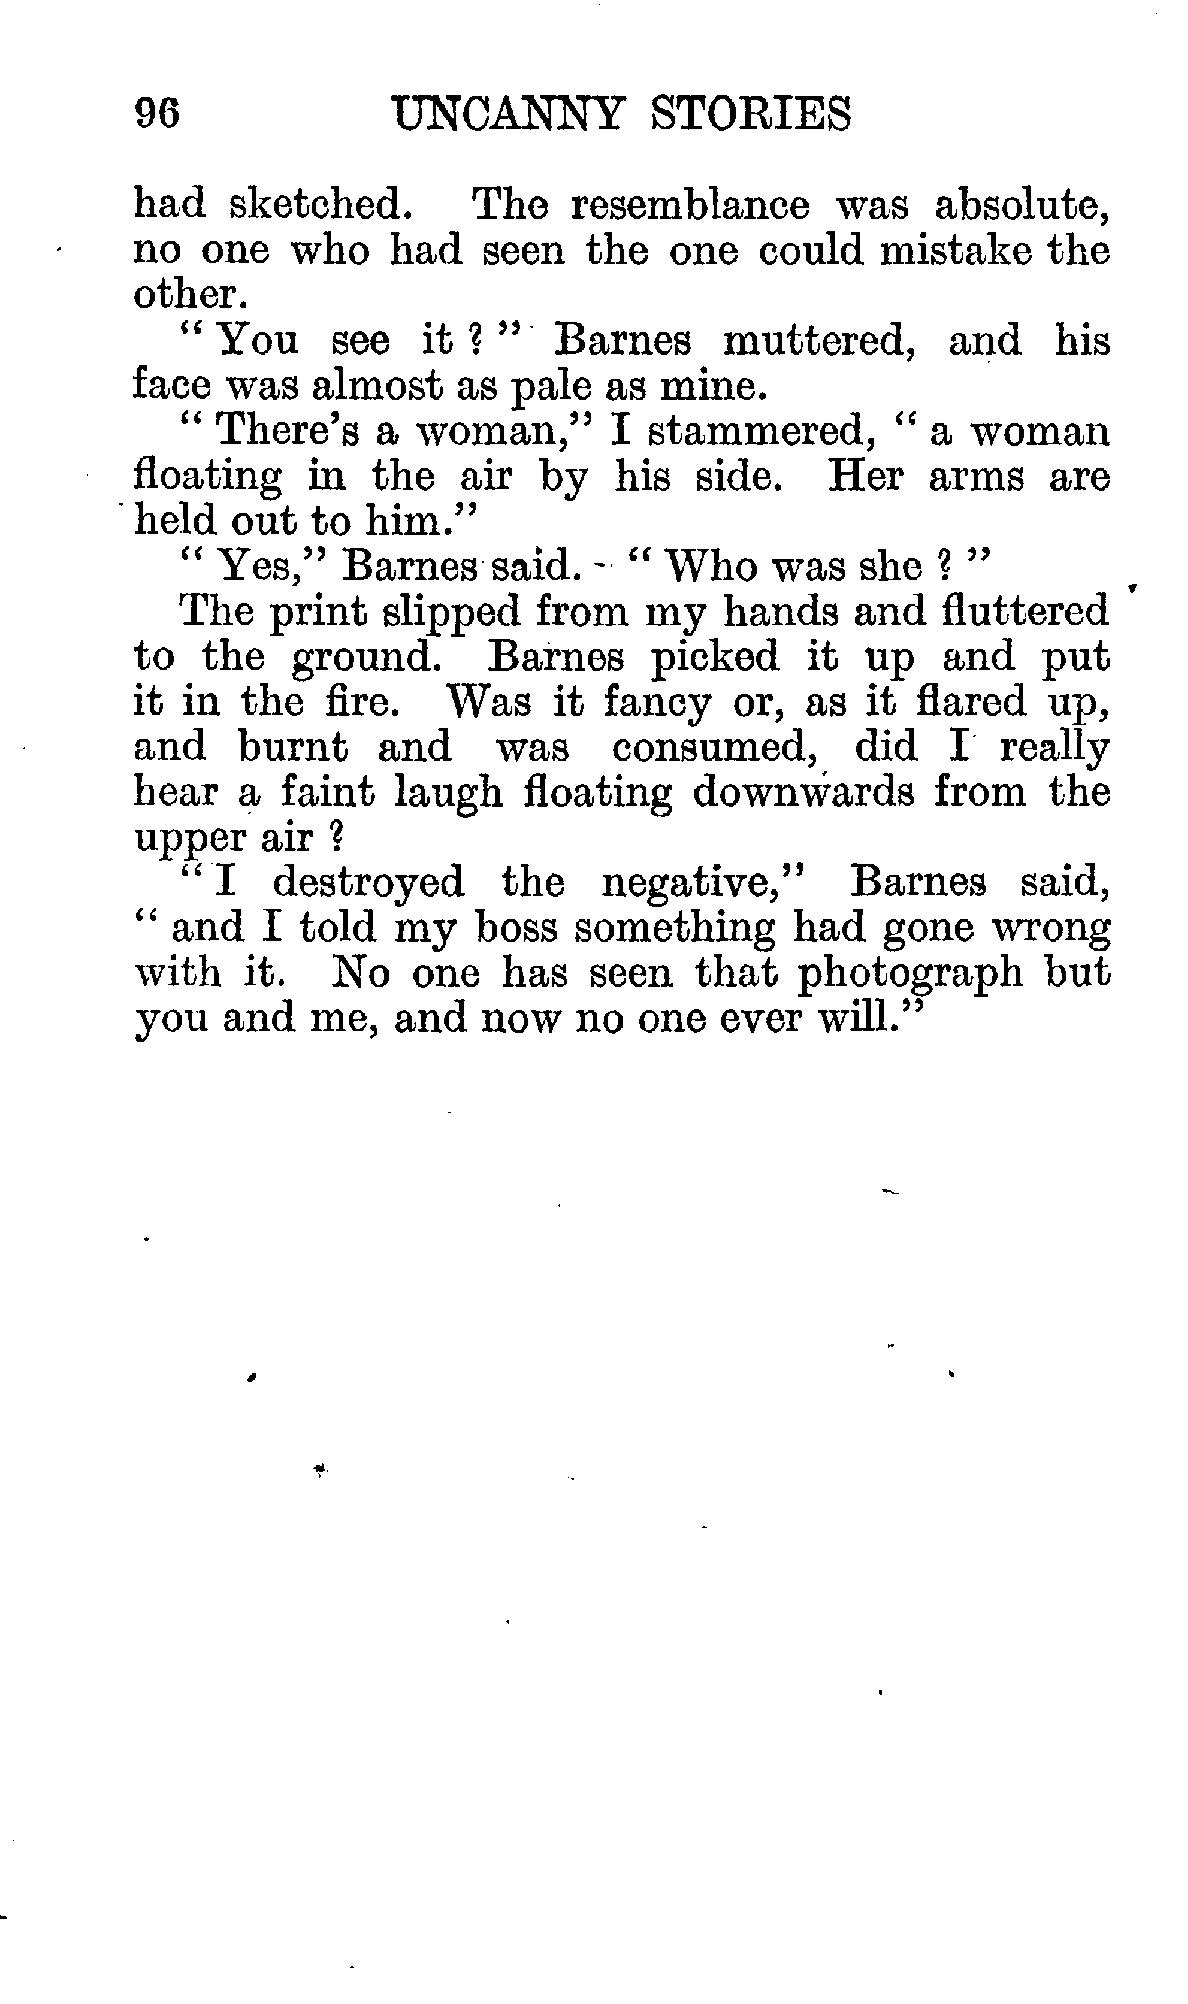 96 UNCANNY STORIES
had sketched. The resemblance was absolute,
no one who had seen the one could mistake the
other.
“ You see it ? ” Barnes muttered, and his
face was almost as pale as mine.
“ There’s a woman,” I stammered, “ a woman
floating in the air by his side. Her arms are
held out to him.”
“ Yes,” Barnes said. “ Who was she ? ”
The print slipped from my hands and fluttered
to the ground. Barnes picked it up and put
it in the fire. Was it fancy or, as it flared up,
and burnt and was consumed, did I really
hear a faint laugh floating downwards from the
upper air ?
“ I destroyed the negative,” Barnes said,
“ and I told my boss something had gone wrong
with it. No one has seen that photograph but
you and me, and now no one ever will.”